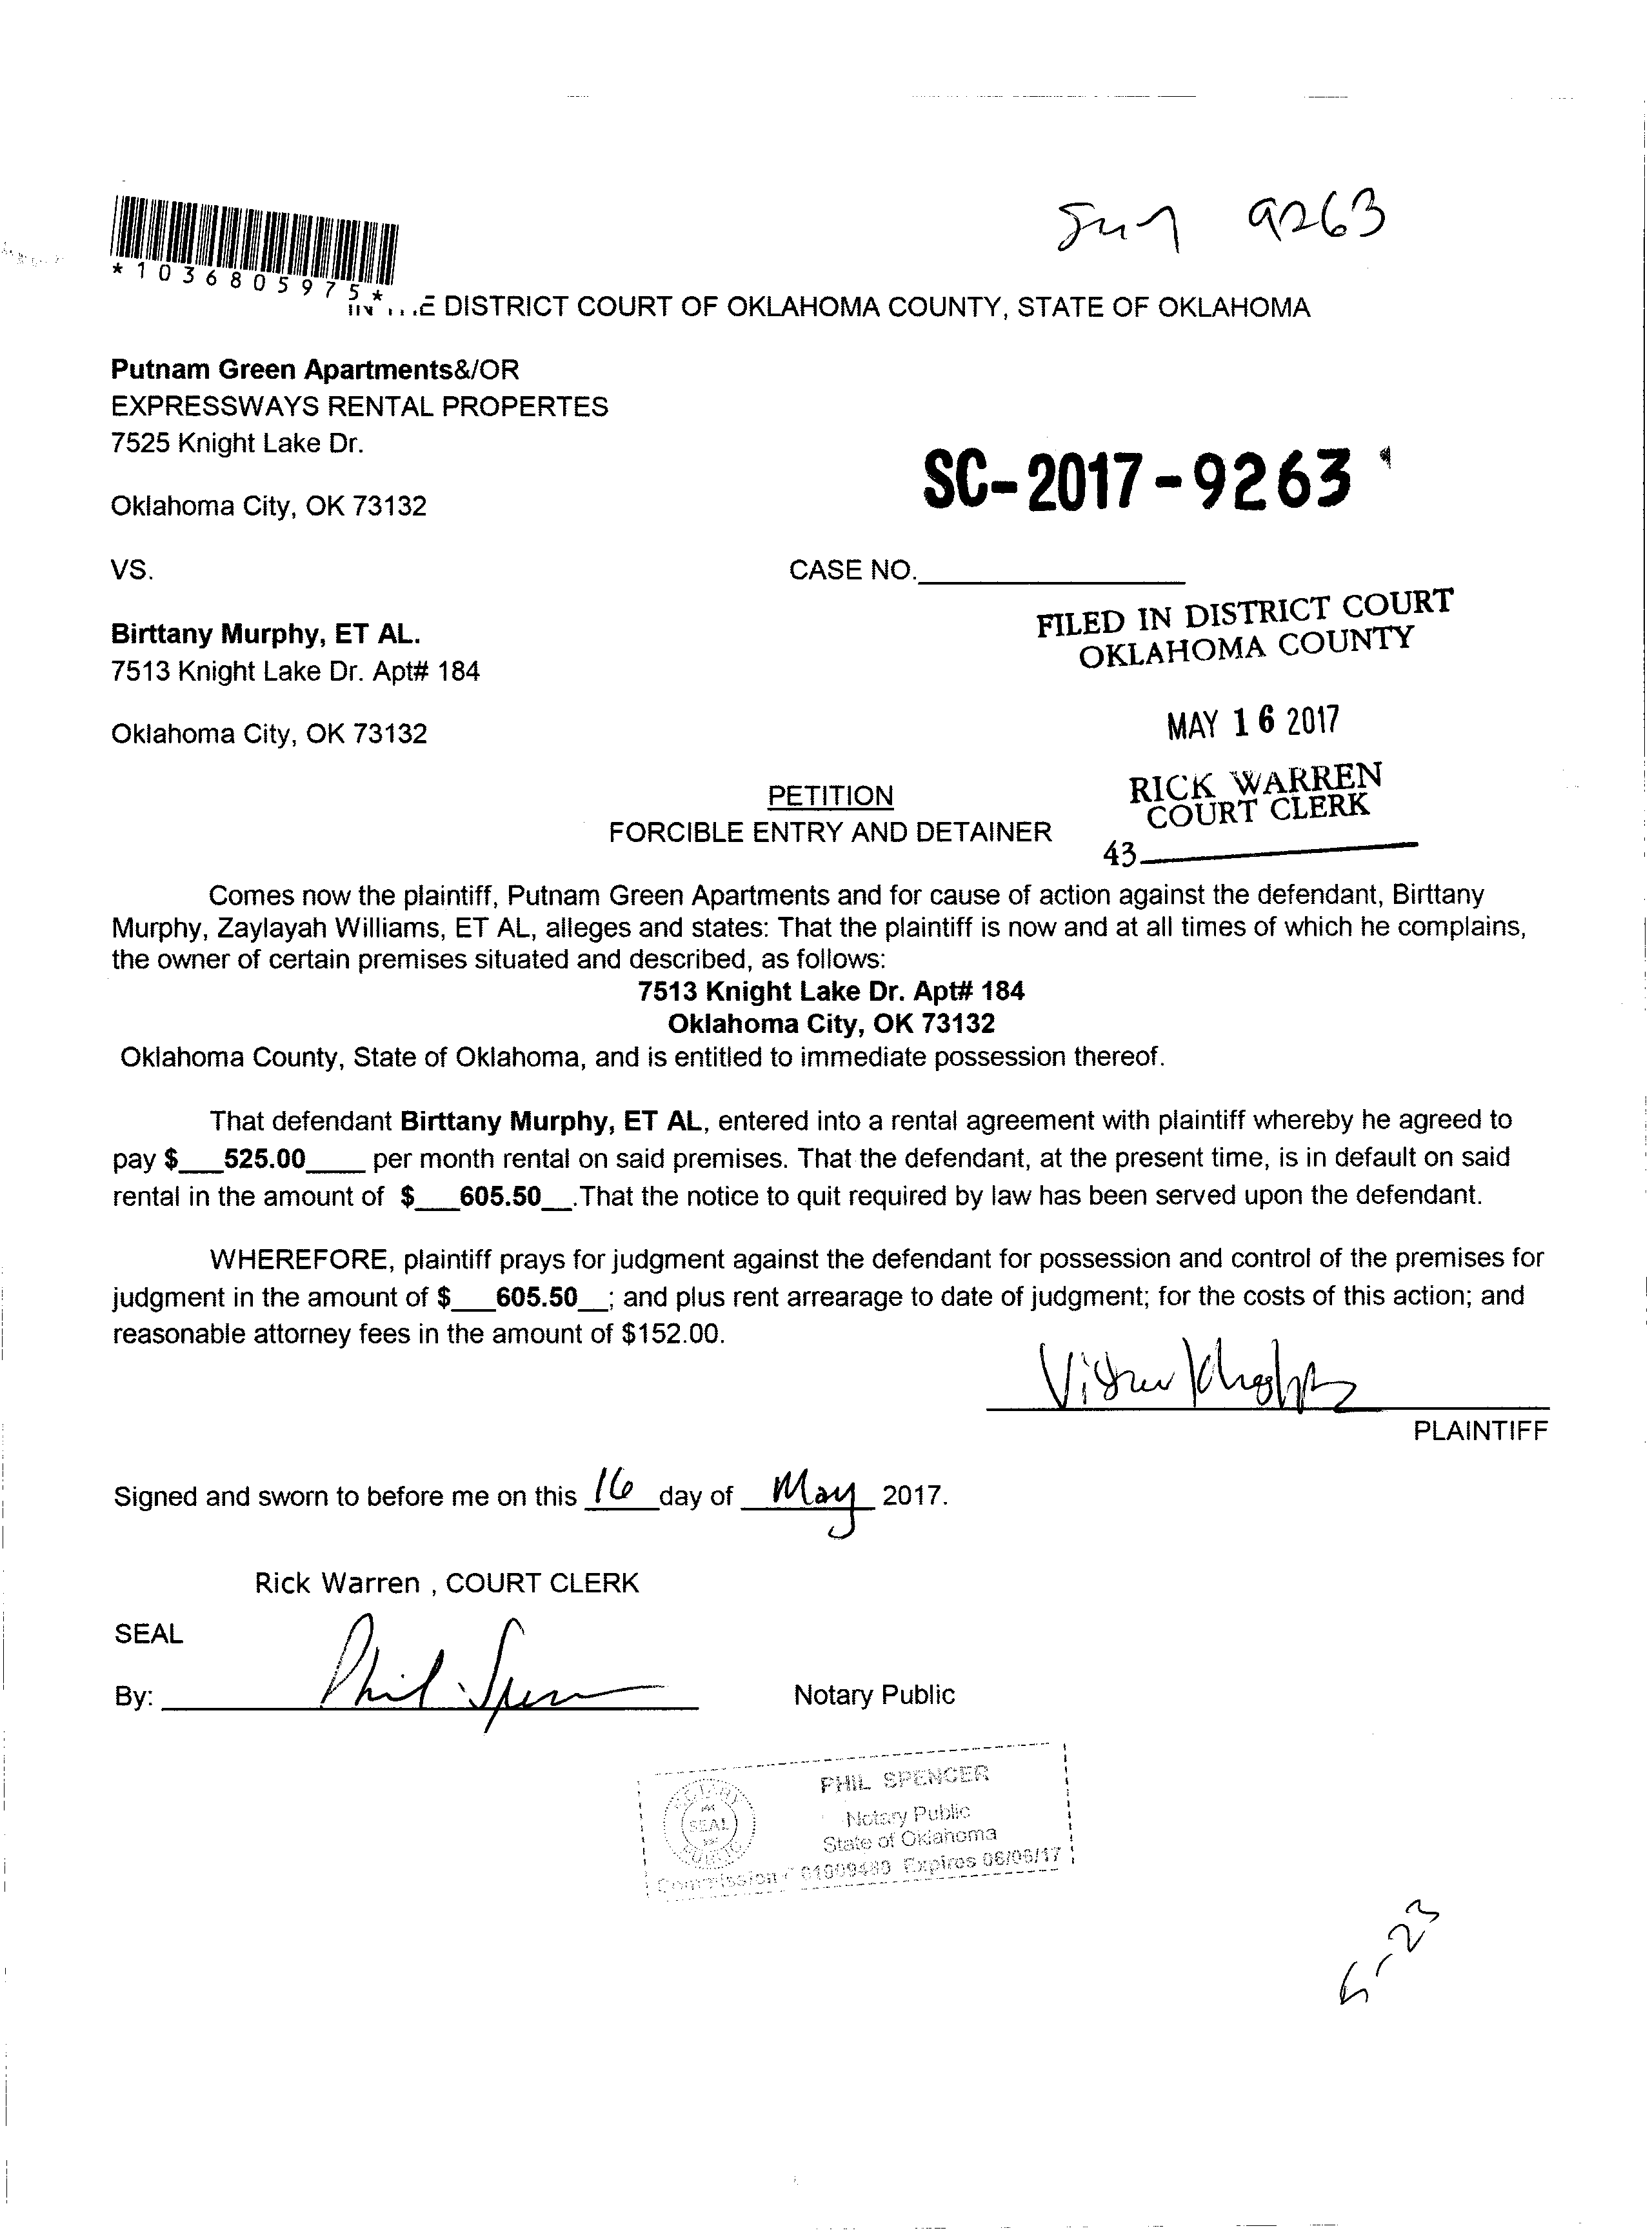 9263
*1036805975*
E DISTRICT COURT OF OKLAHOMA COUNTY, STATE OF OKLAHOMA
Putnam Green Apartments&/OR
EXPRESSWAYS RENTAL PROPERTES
7525 Knight Lake Dr.
SC-2017-9263
Oklahoma City, OK 73132
VS.
CASE NO.
FILED IN DISTRICT COURT
OKLAHOMA COUNTY
Birttany Murphy, ET AL.
7513 Knight Lake Dr. Apt# 184
MAY 16 2017
Oklahoma City, OK 73132
RICK WARREN
COURT CLERK
43
PETITION
FORCIBLE ENTRY AND DETAINER
Comes now the plaintiff, Putnam Green Apartments and for cause of action against the defendant, Birttany
Murphy, Zaylayah Williams, ET AL, alleges and states: That the plaintiff is now and at all times of which he complains,
the owner of certain premises situated and described, as follows:
7513 Knight Lake Dr. Apt# 184
Oklahoma City, OK 73132
Oklahoma County, State of Oklahoma, and is entitled to immediate possession thereof.
That defendant Birttany Murphy, ET AL, entered into a rental agreement with plaintiff whereby he agreed to
pay $___525.00____ per month rental on said premises. That the defendant, at the present time, is in default on said
rental in the amount of $___605.50__.That the notice to quit required by law has been served upon the defendant.
WHEREFORE, plaintiff prays for judgment against the defendant for possession and control of the premises for
judgment in the amount of $___605.50__; and plus rent arrearage to date of judgment; for the costs of this action; and
reasonable attorney fees in the amount of $152.00.
PLAINTIFF
Signed and sworn to before me on this 16 day of May 2017.
Rick Warren , COURT CLERK
SEAL
By: Phil Spencer
Notary Public
PHIL SPENCER
Notary Public
State of Oklahoma
Commission # 01009489 Expires 06/06/17
NOTARY
SEAL
PUBLIC
5-23